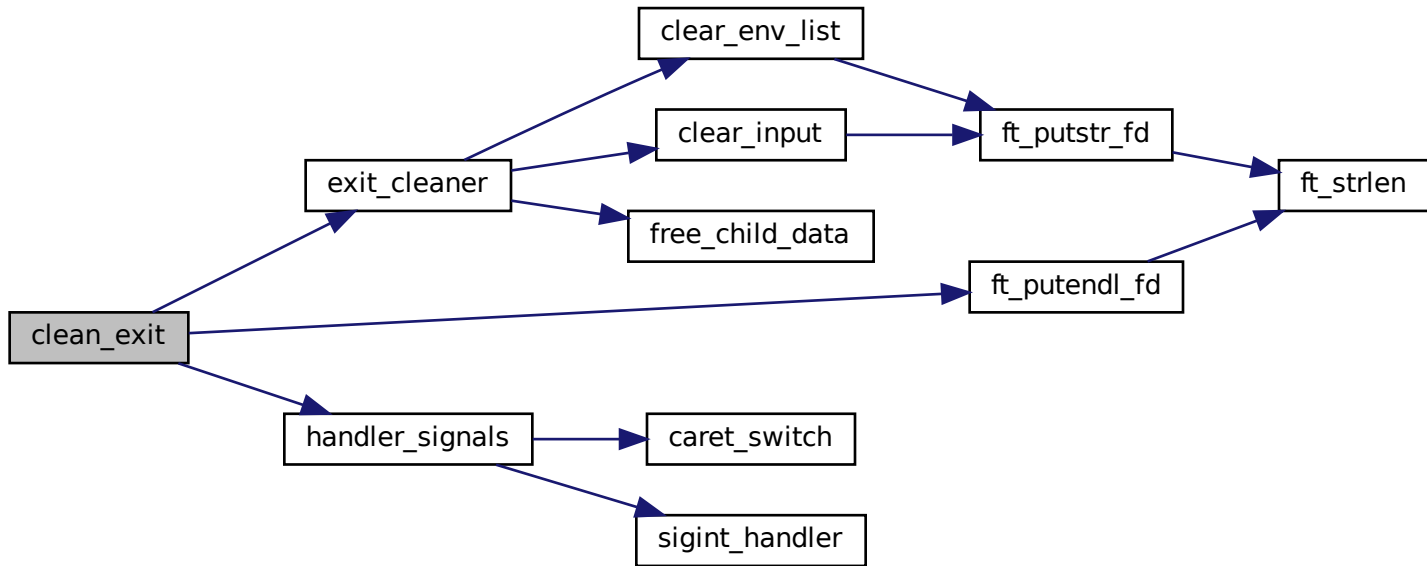 clear_env_list
clear_input
ft_putstr_fd
exit_cleaner
ft_strlen
free_child_data
ft_putendl_fd
clean_exit
handler_signals
caret_switch
sigint_handler